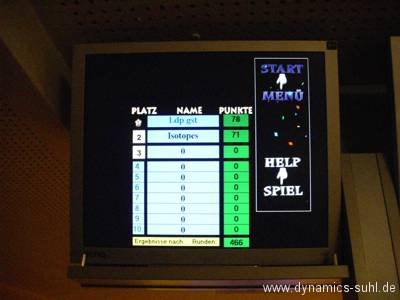 START
MENÜ
PLATZ NAME PUNKTE
Ldp gst 78
2 Isotopes 71
3 0 0
4 0 0
5 0 0
6 0 0
7 0 0
8 0 0
9 0 0
10 0 0
Ergebnisse nach Runden: 466
HELP
SPIEL
www.dynamics-suhl.de